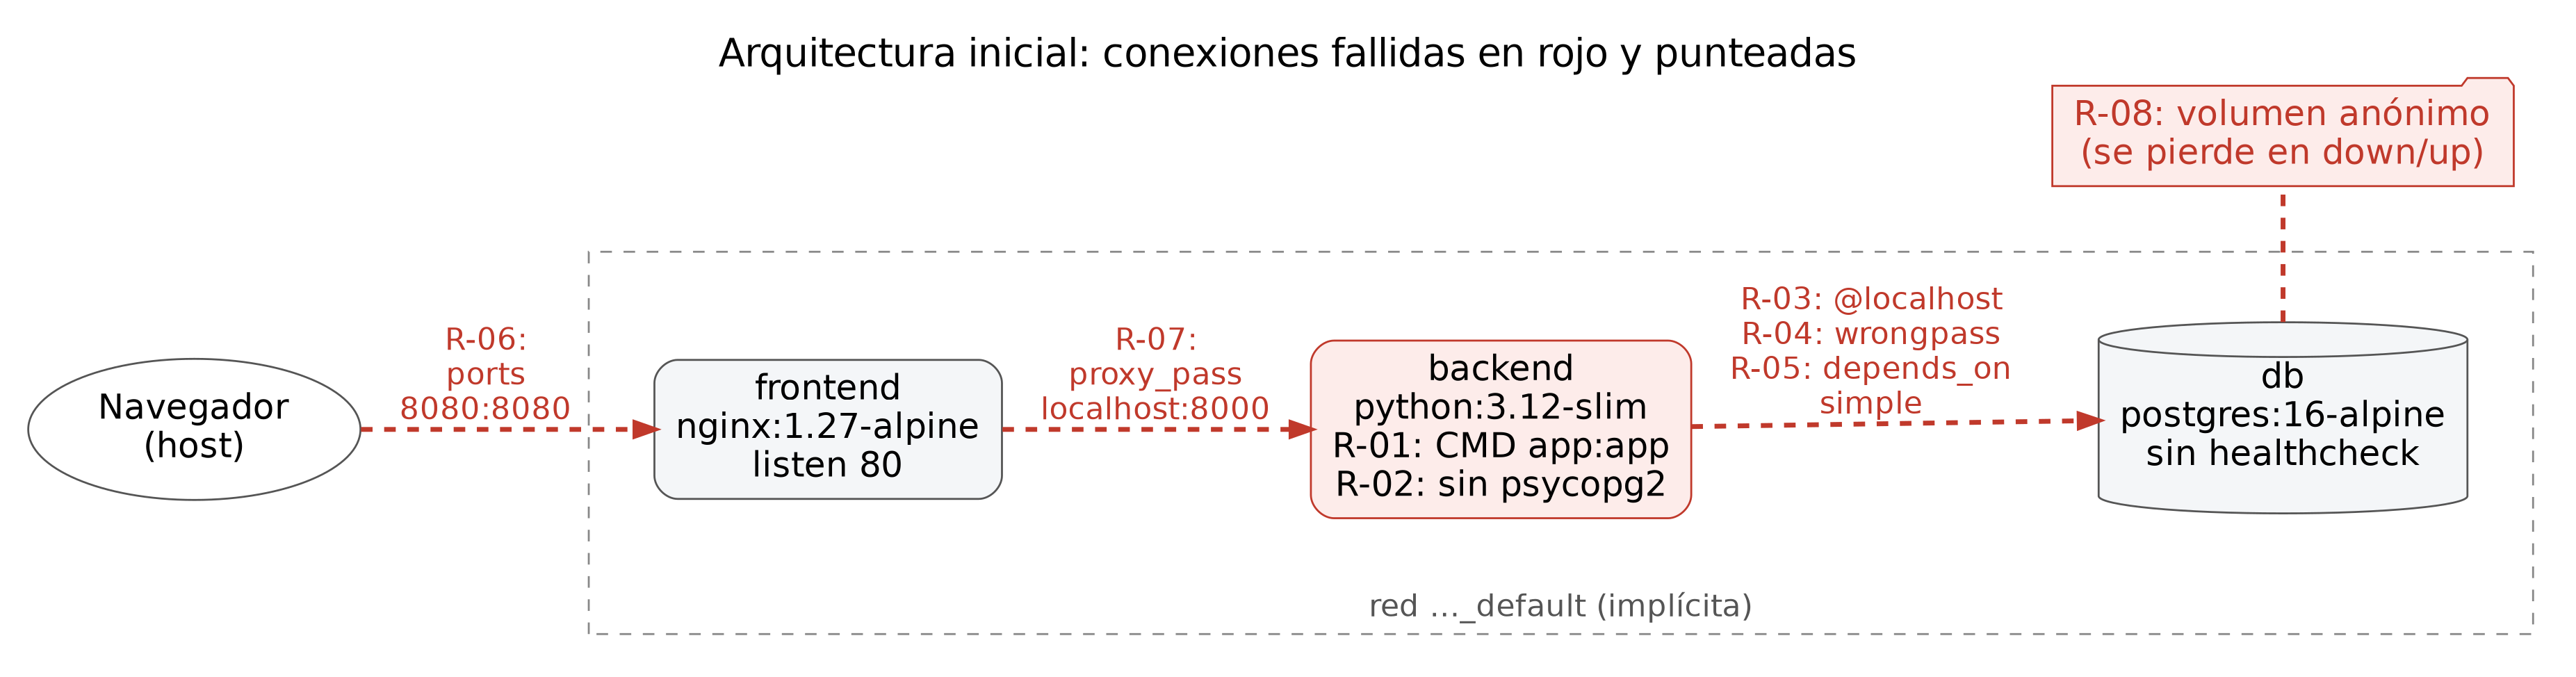 Arquitectura inicial: conexiones fallidas en rojo y punteadas
R-08: volumen anónimo
(se pierde en down/up)
Navegador
(host)
R-06:
ports
8080:8080
frontend
nginx:1.27-alpine
listen 80
R-07:
proxy_pass
localhost:8000
backend
python:3.12-slim
R-01: CMD app:app
R-02: sin psycopg2
R-03: @localhost
R-04: wrongpass
R-05: depends_on
simple
db
postgres:16-alpine
sin healthcheck
red ..._default (implícita)